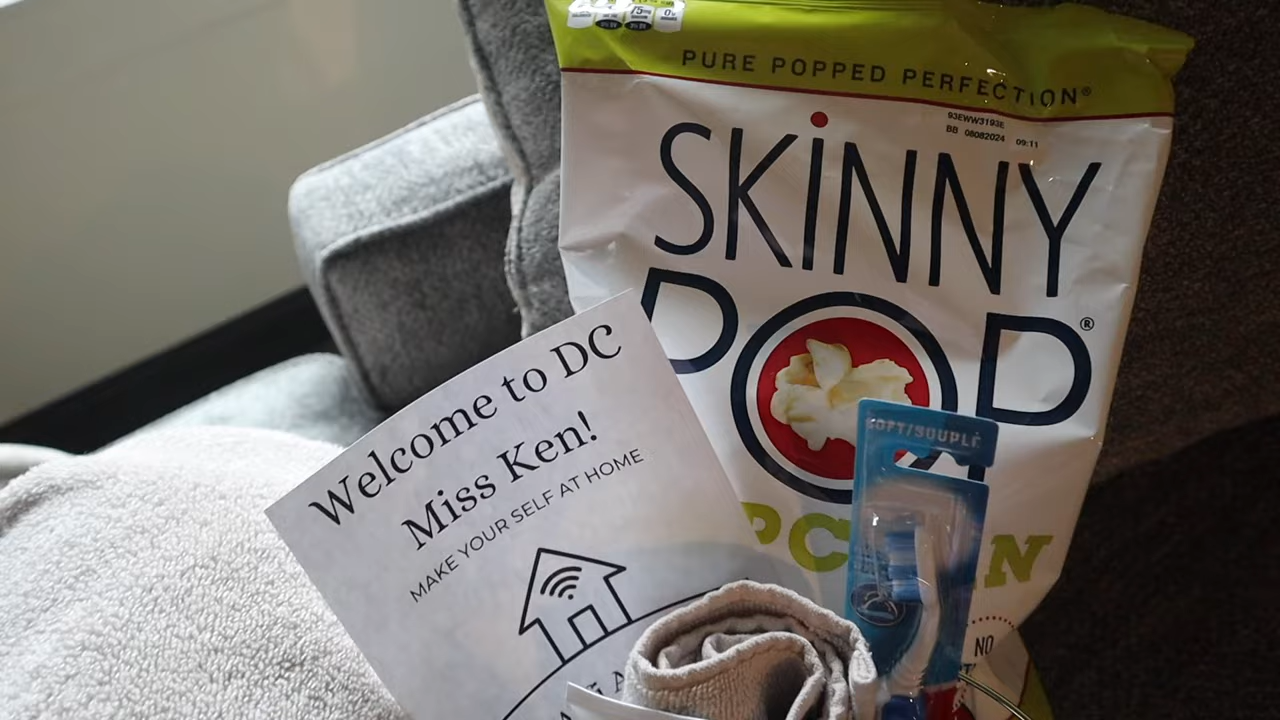 PURE POPPED PERFECTION®
93EWW3193E
BB 08082024 09:11
SKINNY
POP®
Welcome to DC
Miss Ken!
MAKE YOUR SELF AT HOME
SOFT/SOUPLE
NO